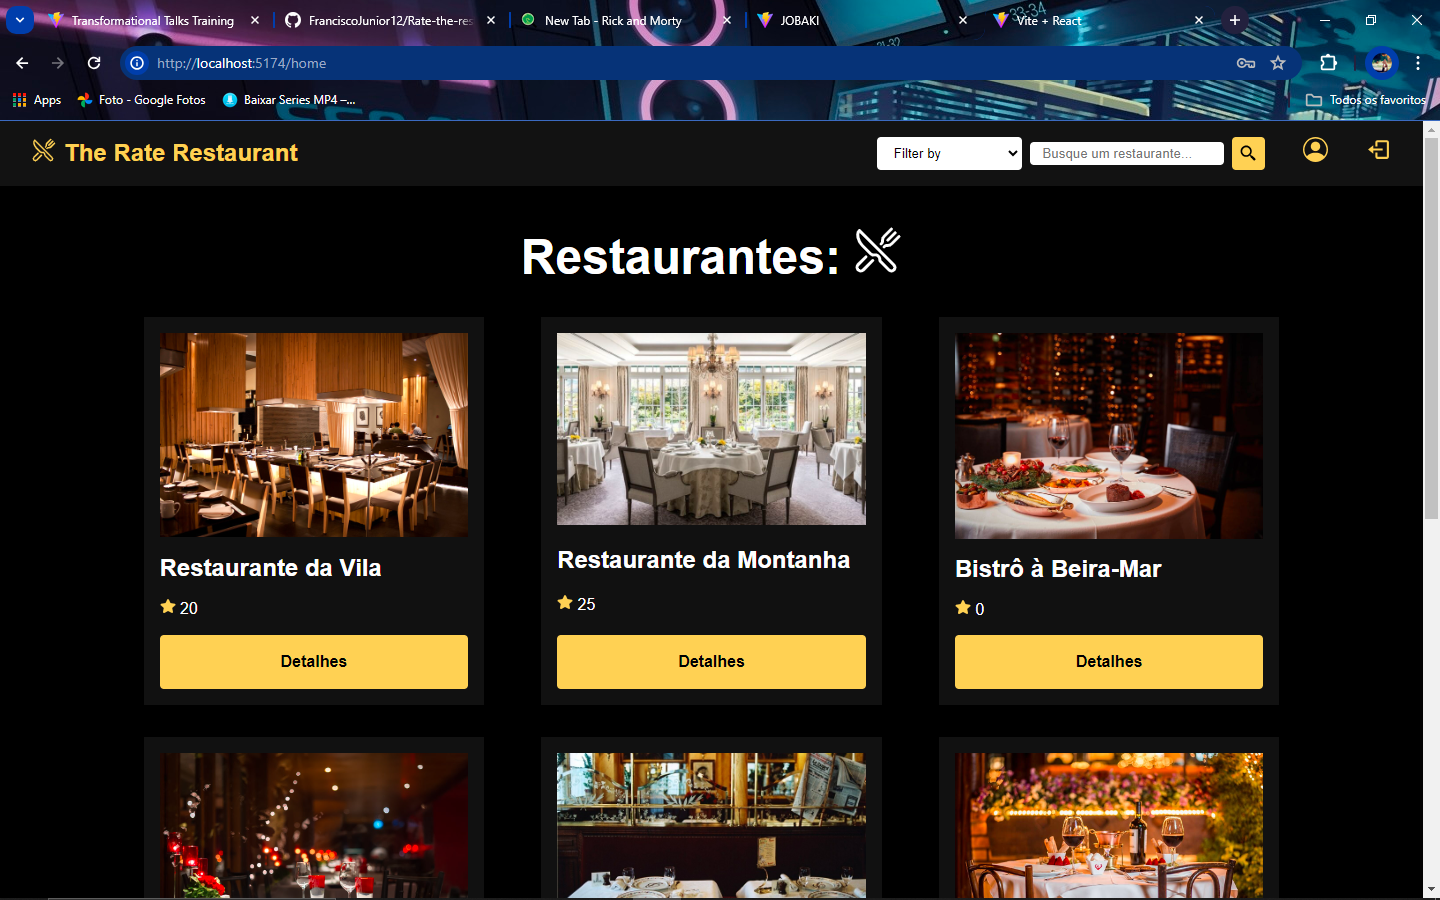 Transformational Talks Training
FranciscoJunior12/Rate-the-res
New Tab - Rick and Morty
JOBAKI
Vite + React
http://localhost:5174/home
Apps
Foto - Google Fotos
Baixar Series MP4 –...
Todos os favoritos
The Rate Restaurant
Filter by
Busque um restaurante...
Restaurantes:
Restaurante da Vila
20
Detalhes
Restaurante da Montanha
25
Detalhes
Bistrô à Beira-Mar
0
Detalhes